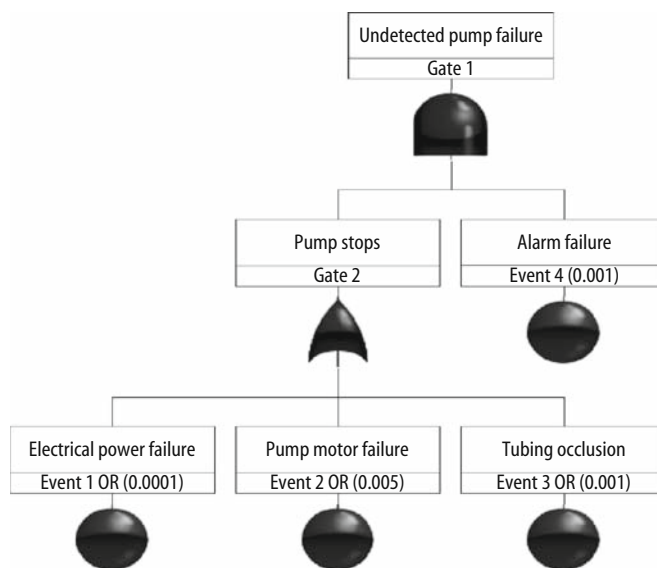 Undetected pump failure
Gate 1
Pump stops
Gate 2
Alarm failure
Event 4 (0.001)
Electrical power failure
Event 1 OR (0.0001)
Pump motor failure
Event 2 OR (0.005)
Tubing occlusion
Event 3 OR (0.001)